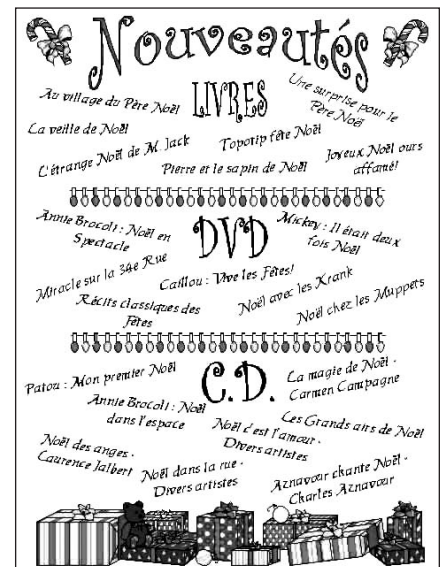 Nouveautés
LIVRES
Au village du Père Noël
Une surprise pour le
Père Noël
La veille de Noël
L'étrange Noël de M. Jack
Topotip fête Noël
Pierre et le sapin de Noël
Joyeux Noël ours
affamé!
DVD
Annie Brocoli : Noël en
Spectacle
Mickey : Il était deux
fois Noël
Miracle sur la 34e Rue
Caillou : Vive les Fêtes!
Récits classiques des
Fêtes
Noël avec les Krank
Noël chez les Muppets
C.D.
Patou : Mon premier Noël
La magie de Noël -
Carmen Campagne
Annie Brocoli : Noël
dans l'espace
Noël c'est l'amour -
Divers artistes
Les Grands airs de Noël
Noël des anges -
Laurence Jalbert
Noël dans la rue -
Divers artistes
Aznavour chante Noël -
Charles Aznavour